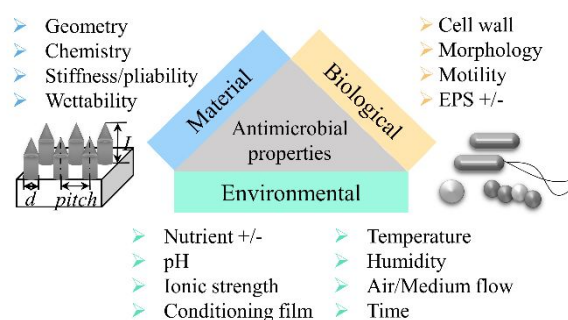 Geometry
Chemistry
Stiffness/pliability
Wettability
Material
Biological
Antimicrobial
properties
Environmental
Cell wall
Morphology
Motility
EPS +/-
d
pitch
Nutrient +/-
pH
Ionic strength
Conditioning film
Temperature
Humidity
Air/Medium flow
Time